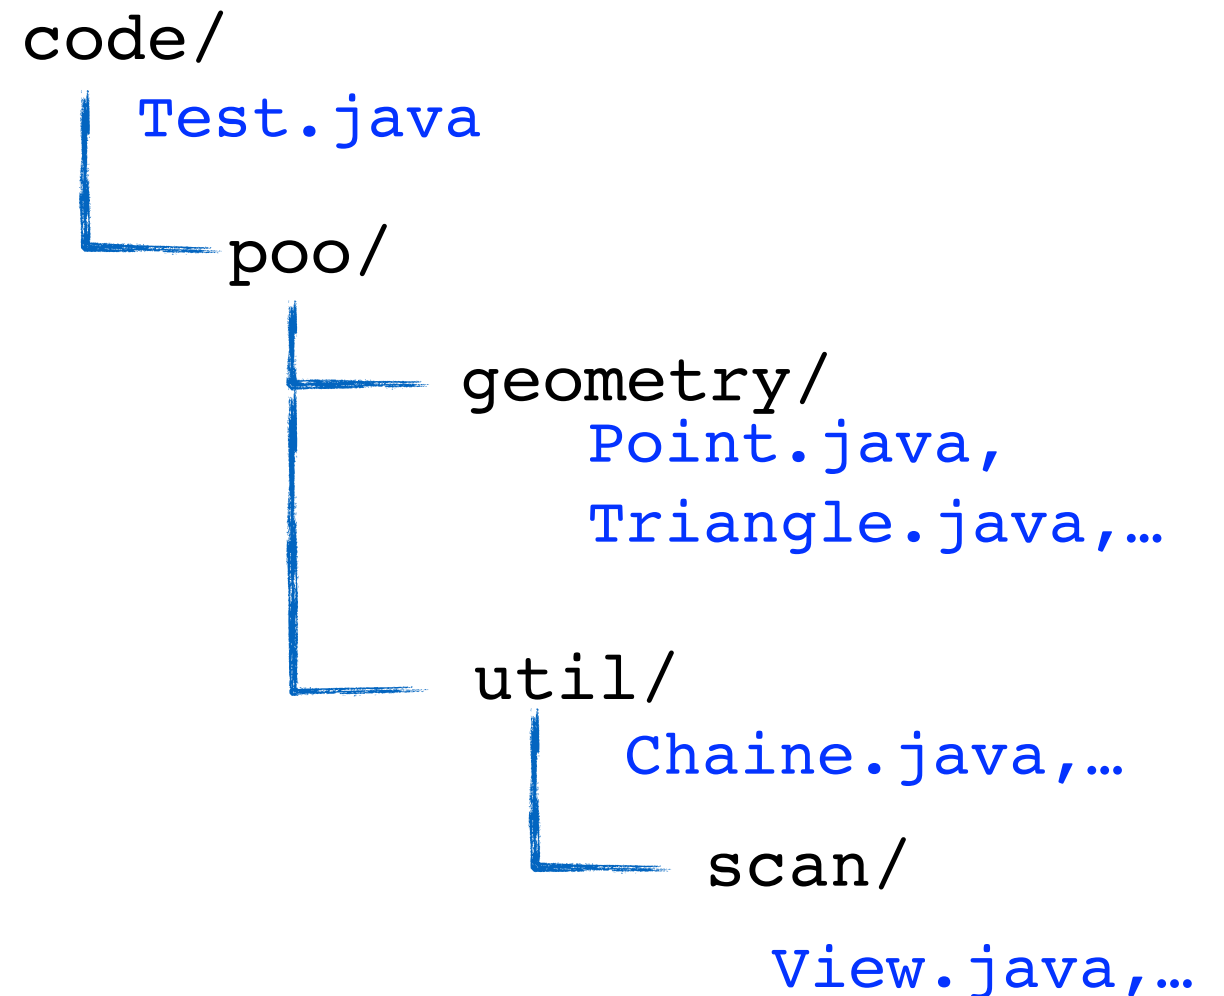 code/
Test.java
poo/
geometry/
Point.java,
Triangle.java,…
util/
Chaine.java,…
scan/
View.java,…